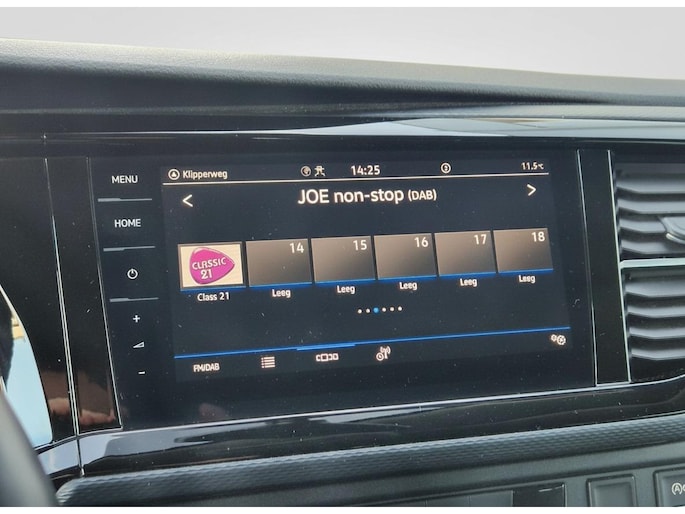 MENU
HOME
+
-
Klipperweg
14:25
11.5°C
< JOE non-stop (DAB) >
CLASSIC
21
14
15
16
17
18
Class 21
Leeg
Leeg
Leeg
Leeg
Leeg
FM/DAB